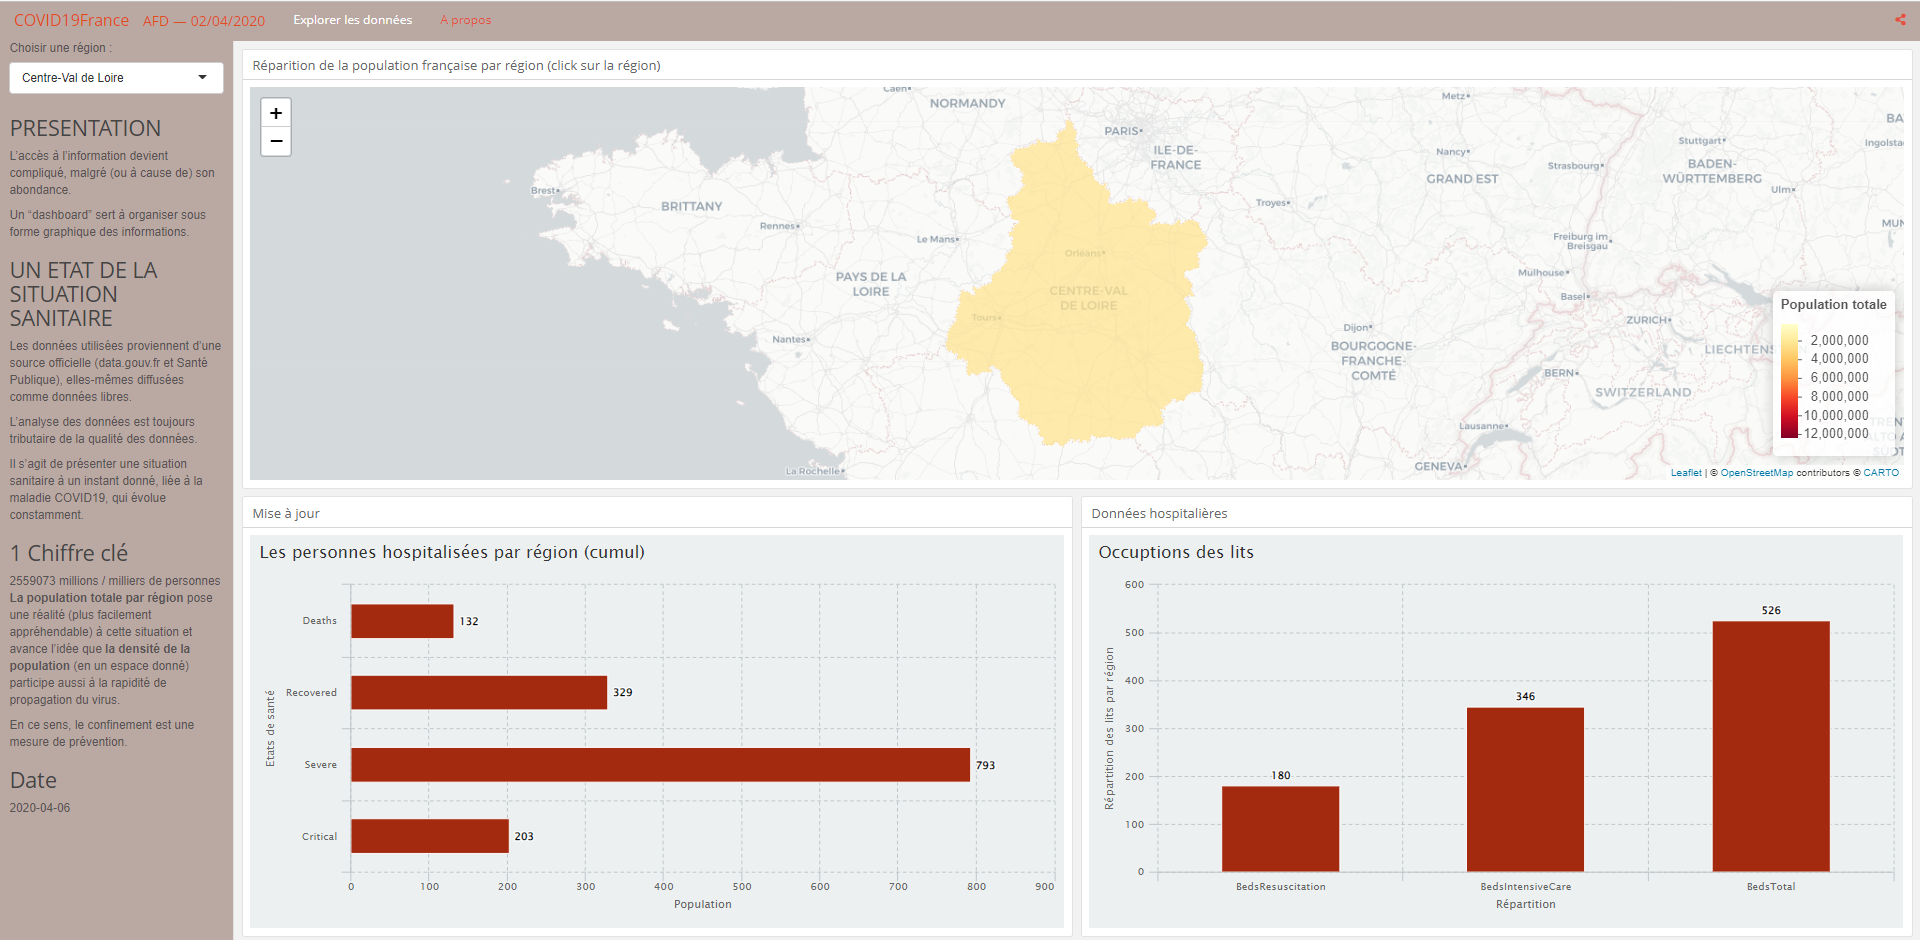 COVID19France AFD — 02/04/2020 Explorer les données A propos
Choisir une région :
Centre-Val de Loire
PRESENTATION
L'accès à l'information devient
compliqué, malgré (ou à cause de) son
abondance.
Un “dashboard” sert à organiser sous
forme graphique des informations.
UN ETAT DE LA
SITUATION
SANITAIRE
Les données utilisées proviennent d'une
source officielle (data.gouv.fr et Santé
Publique), elles-mêmes diffusées
comme données libres.
L'analyse des données est toujours
tributaire de la qualité des données.
Il s'agit de présenter une situation
sanitaire à un instant donné, liée à la
maladie COVID19, qui évolue
constamment.
1 Chiffre clé
2559073 millions / milliers de personnes
La population totale par région pose
une réalité (plus facilement
appréhendable) à cette situation et
avance l'idée que la densité de la
population (en un espace donné)
participe aussi á la rapidité de
propagation du virus.
En ce sens, le confinement est une
mesure de prévention.
Date
2020-04-06
Réparition de la population française par région (click sur la région)
+
−
Caen
NORMANDY
PARIS
ILE-DE-
FRANCE
Metz
Nancy
Strasbourg
GRAND EST
Stuttgart
BADEN-
WÜRTTEMBERG
Ulm
BA
Ingolsta
MUN
Brest
BRITTANY
Rennes
Le Mans
Troyes
Freiburg im
Breisgau
Orléans
PAYS DE LA
LOIRE
CENTRE-VAL
DE LOIRE
Tours
Nantes
Mulhouse
Basel
ZURICH
LIECHTENS
Dijon
BOURGOGNE-
FRANCHE-
COMTÉ
BERN
SWITZERLAND
Lausanne
GENEVA
La Rochelle
Population totale
2,000,000
4,000,000
6,000,000
8,000,000
10,000,000
12,000,000
Leaflet | © OpenStreetMap contributors © CARTO
Mise à jour
Les personnes hospitalisées par région (cumul)
Etats de santé
Deaths
132
Recovered
329
Severe
793
Critical
203
0 100 200 300 400 500 600 700 800 900
Population
Données hospitalières
Occuptions des lits
Répartition des lits par région
600
500
400
300
200
100
0
180
346
526
BedsResuscitation BedsIntensiveCare BedsTotal
Répartition